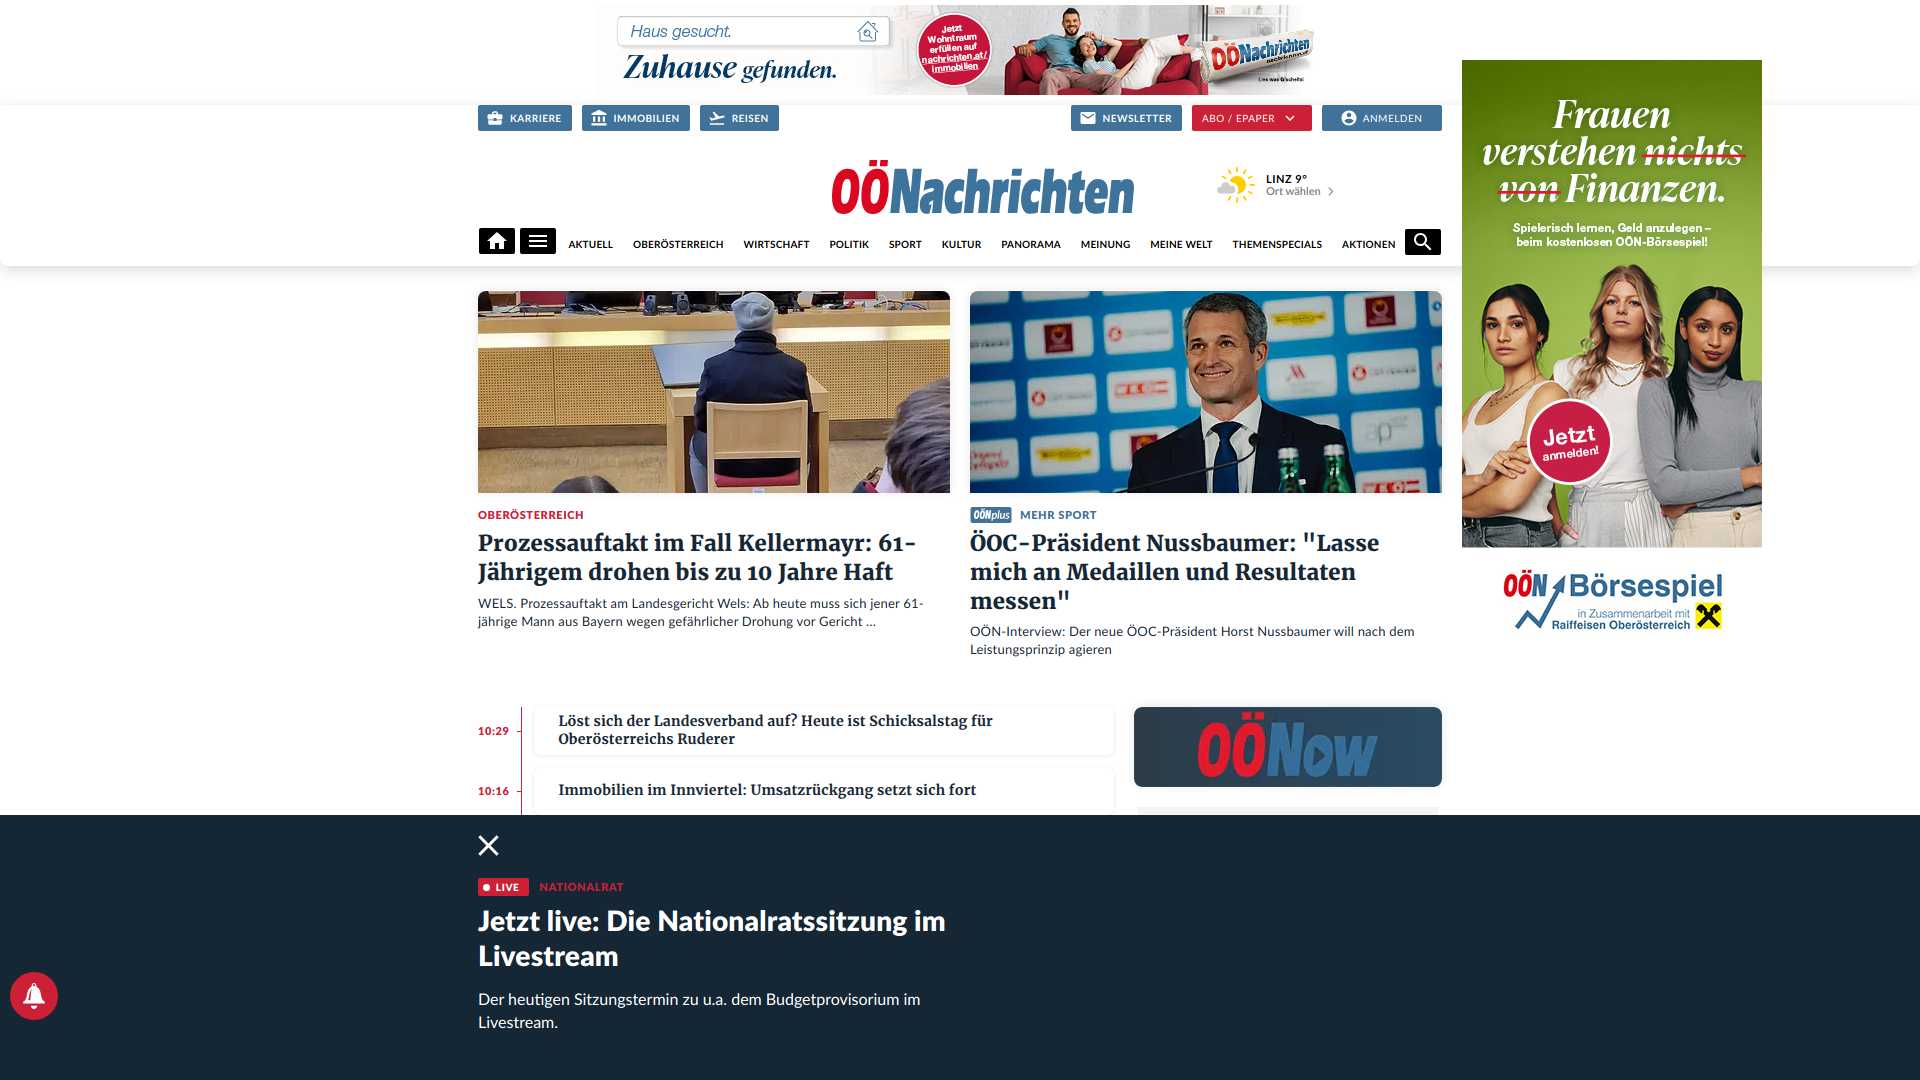 Haus gesucht.
Zuhause gefunden.
Jetzt
Wohntraum
erfüllen auf
nachrichten.at/
immobilien
OÖNachrichten
Lies was G'scheits!
KARRIERE
IMMOBILIEN
REISEN
NEWSLETTER
ABO / EPAPER
ANMELDEN
OÖNachrichten
LINZ 9°
Ort wählen
AKTUELL
OBERÖSTERREICH
WIRTSCHAFT
POLITIK
SPORT
KULTUR
PANORAMA
MEINUNG
MEINE WELT
THEMENSPECIALS
AKTIONEN
Frauen
verstehen nichts
von Finanzen.
Spielerisch lernen, Geld anzulegen –
beim kostenlosen OÖN-Börsespiel!
Jetzt
anmelden!
OÖN Börsespiel
in Zusammenarbeit mit
Raiffeisen Oberösterreich
OBERÖSTERREICH
Prozessauftakt im Fall Kellermayr: 61-
Jährigem drohen bis zu 10 Jahre Haft
WELS. Prozessauftakt am Landesgericht Wels: Ab heute muss sich jener 61-
jährige Mann aus Bayern wegen gefährlicher Drohung vor Gericht ...
OÖNplus MEHR SPORT
ÖOC-Präsident Nussbaumer: "Lasse
mich an Medaillen und Resultaten
messen"
OÖN-Interview: Der neue ÖOC-Präsident Horst Nussbaumer will nach dem
Leistungsprinzip agieren
10:29
Löst sich der Landesverband auf? Heute ist Schicksalstag für
Oberösterreichs Ruderer
10:16
Immobilien im Innviertel: Umsatzrückgang setzt sich fort
OÖNow
LIVE NATIONALRAT
Jetzt live: Die Nationalratssitzung im
Livestream
Der heutigen Sitzungstermin zu u.a. dem Budgetprovisorium im
Livestream.